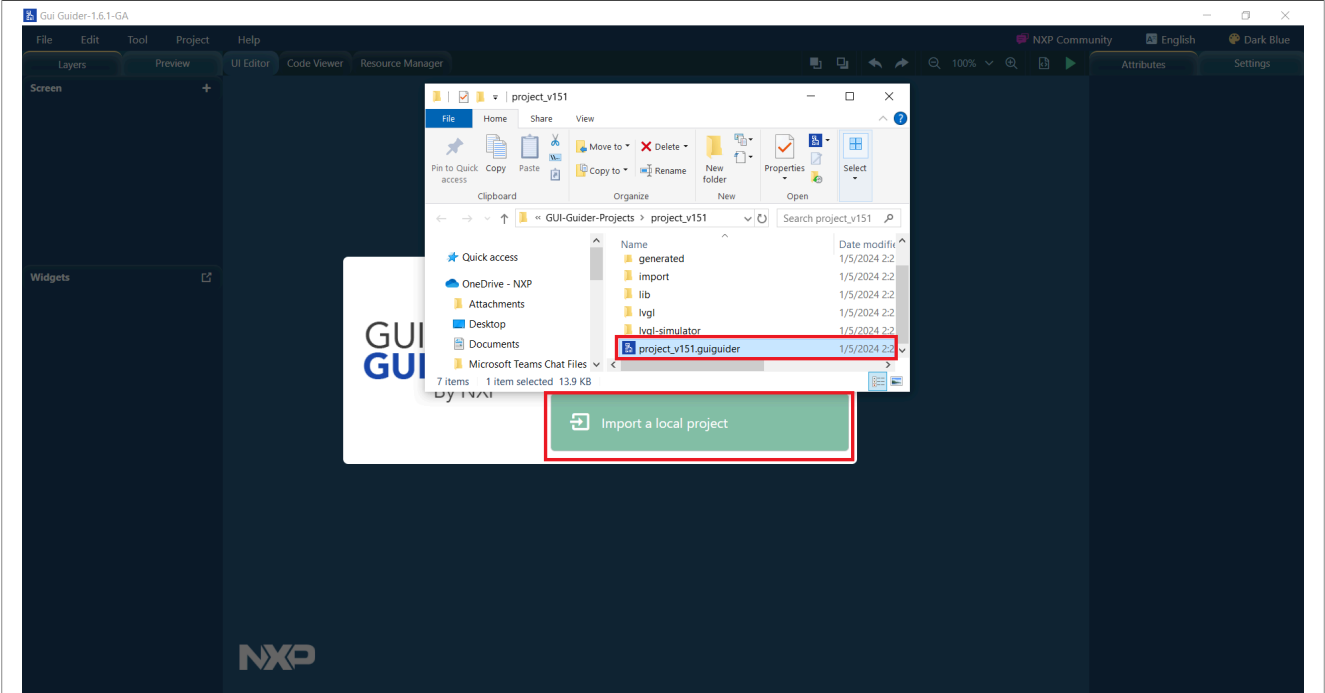 Gui Guider-1.6.1-GA
File Edit Tool Project Help NXP Community English Dark Blue
Layers Preview UI Editor Code Viewer Resource Manager 100% Attributes Settings
Screen +
project_v151
File Home Share View
Pin to Quick access Copy Paste Move to Copy to Delete Rename New folder Properties Select
Clipboard Organize New Open
« GUI-Guider-Projects > project_v151 Search project_v151
Name Date modifie
Quick access
OneDrive - NXP
Attachments
Desktop
Documents
Microsoft Teams Chat Files
generated 1/5/2024 2:2
import 1/5/2024 2:2
lib 1/5/2024 2:2
lvgl 1/5/2024 2:2
lvgl-simulator 1/5/2024 2:2
project_v151.guiguider 1/5/2024 2:2
7 items 1 item selected 13.9 KB
Widgets
GUI
GUI
By NXP
Import a local project
NXP